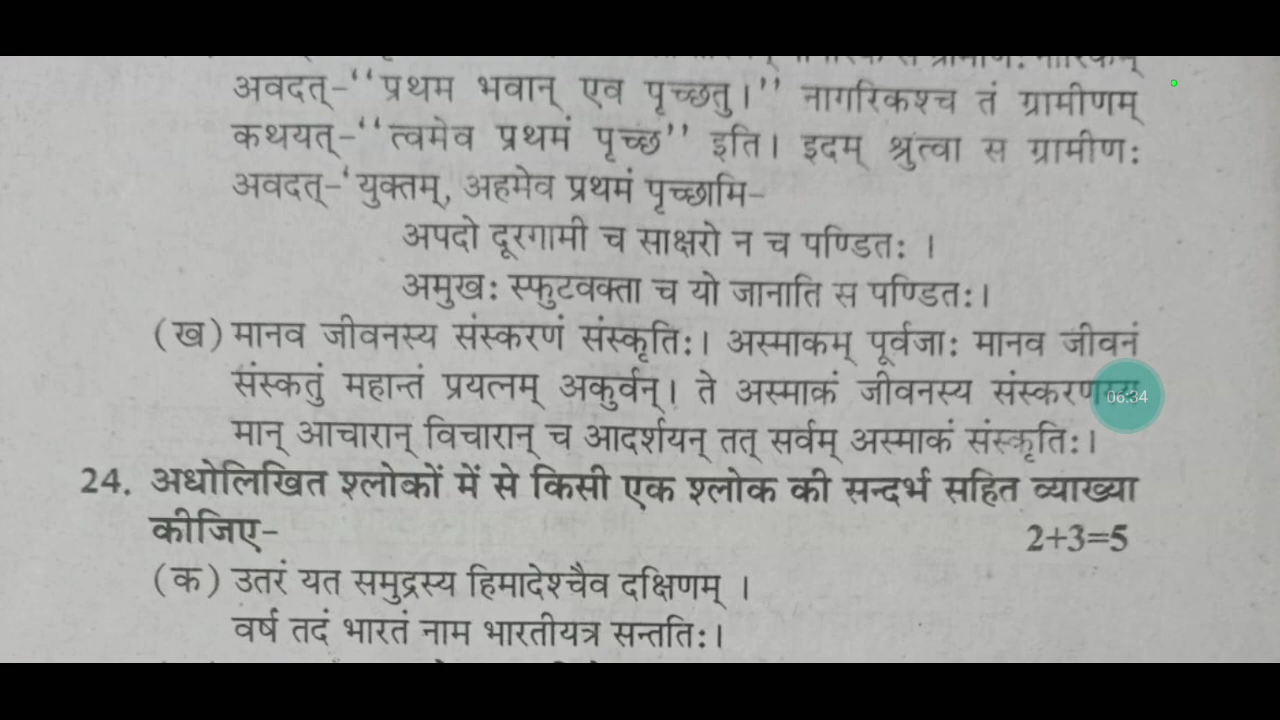 अवदत्-‘‘प्रथम भवान् एव पृच्छतु।’’ नागरिकश्च तं ग्रामीणम्
कथयत्-‘‘त्वमेव प्रथमं पृच्छ’’ इति। इदम् श्रुत्वा स ग्रामीणः
अवदत्-‘युक्तम्, अहमेव प्रथमं पृच्छामि-
अपदो दूरगामी च साक्षरो न च पण्डितः ।
अमुखः स्फुटवक्ता च यो जानाति स पण्डितः।
(ख) मानव जीवनस्य संस्करणं संस्कृतिः। अस्माकम् पूर्वजाः मानव जीवनं
संस्कतुं महान्तं प्रयत्नम् अकुर्वन्। ते अस्माकं जीवनस्य
06:34
मान् आचारान् विचारान् च आदर्शयन् तत् सर्वम् अस्माकं संस्कृतिः।
24. अधोलिखित श्लोकों में से किसी एक श्लोक की सन्दर्भ सहित व्याख्या
कीजिए- 2+3=5
(क) उतरं यत समुद्रस्य हिमादेश्चैव दक्षिणम् ।
वर्ष तदं भारतं नाम भारतीयत्र सन्ततिः।